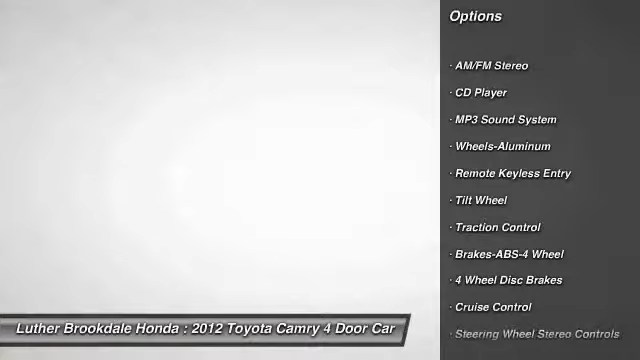 Options
· AM/FM Stereo
· CD Player
· MP3 Sound System
· Wheels-Aluminum
· Remote Keyless Entry
· Tilt Wheel
· Traction Control
· Brakes-ABS-4 Wheel
· 4 Wheel Disc Brakes
· Cruise Control
· Steering Wheel Stereo Controls
Luther Brookdale Honda : 2012 Toyota Camry 4 Door Car